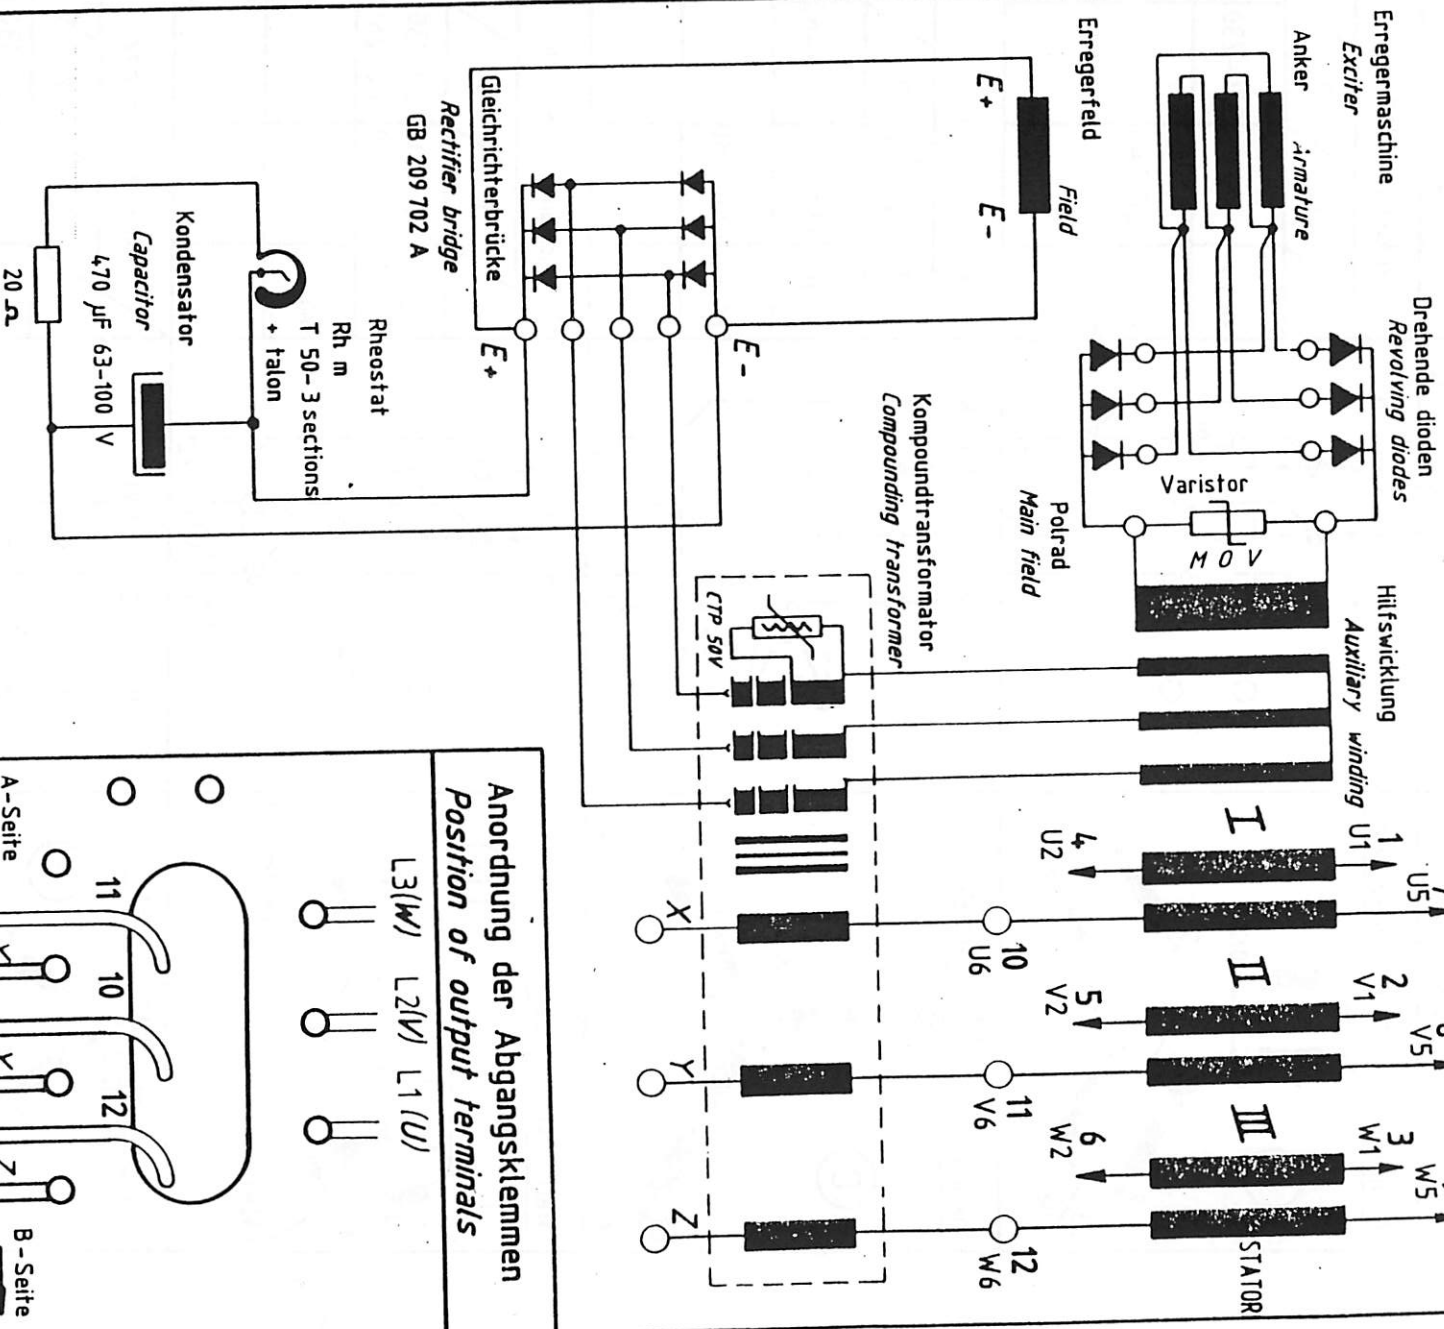 Erregermaschine
Exciter
Anker Armature
Drehende dioden
Revolving diodes
Varistor
M O V
Hilfswicklung
Auxiliary winding
Erregerfeld
Field
E+ E-
Polrad
Main field
Kompoundtransformator
Compounding transformer
CTP 50V
Gleichrichterbrücke
Rectifier bridge
GB 209 702 A
E+
E-
Rheostat
Rh m
T 50-3 sections
+ talon
Kondensator
Capacitor
470 µF 63-100 V
20 Ω
I
1
U1
U5
4
U2
10
U6
X
II
2
V1
V5
5
V2
11
V6
Y
III
3
W1
W5
6
W2
12
W6
Z
STATOR
Anordnung der Abgangsklemmen
Position of output terminals
L3(W) L2(V) L1(U)
11 10 12
Z
A-Seite
B-Seite